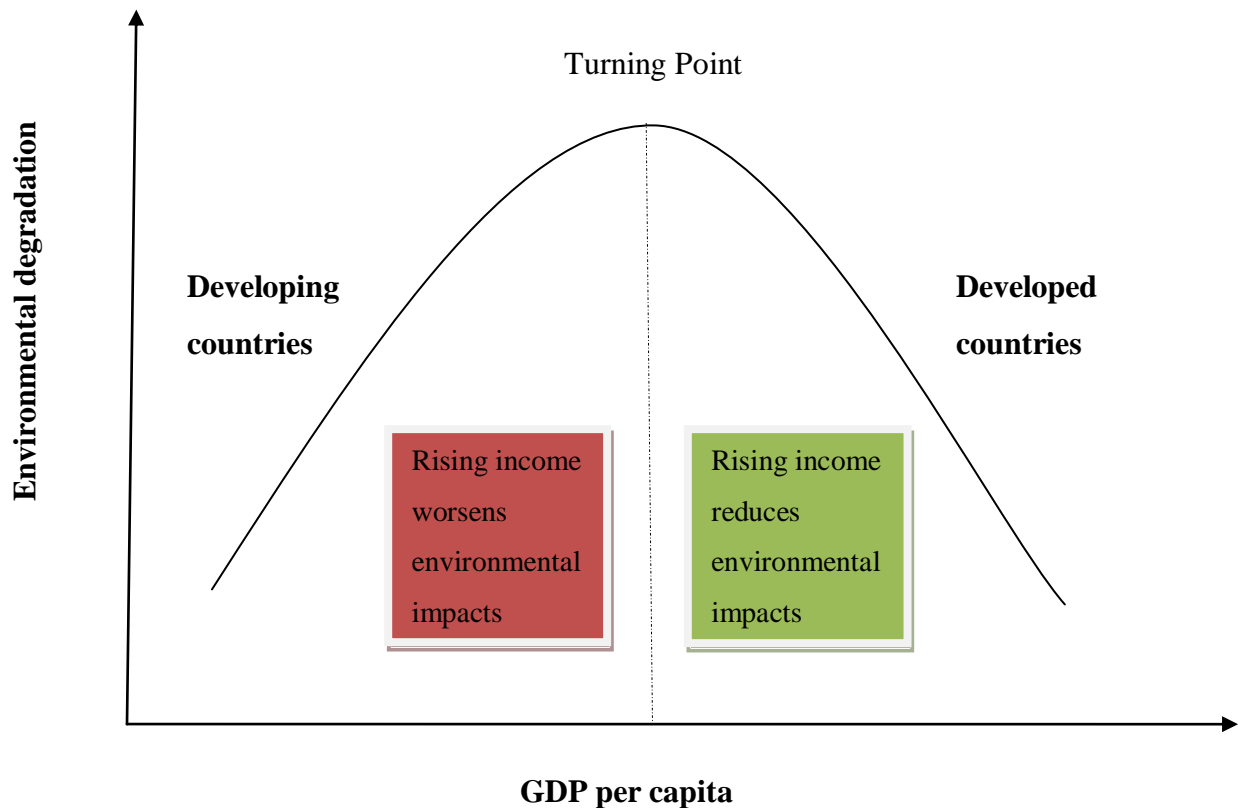 Turning Point
Environmental degradation
Developing
countries
Developed
countries
Rising income
worsens
environmental
impacts
Rising income
reduces
environmental
impacts
GDP per capita